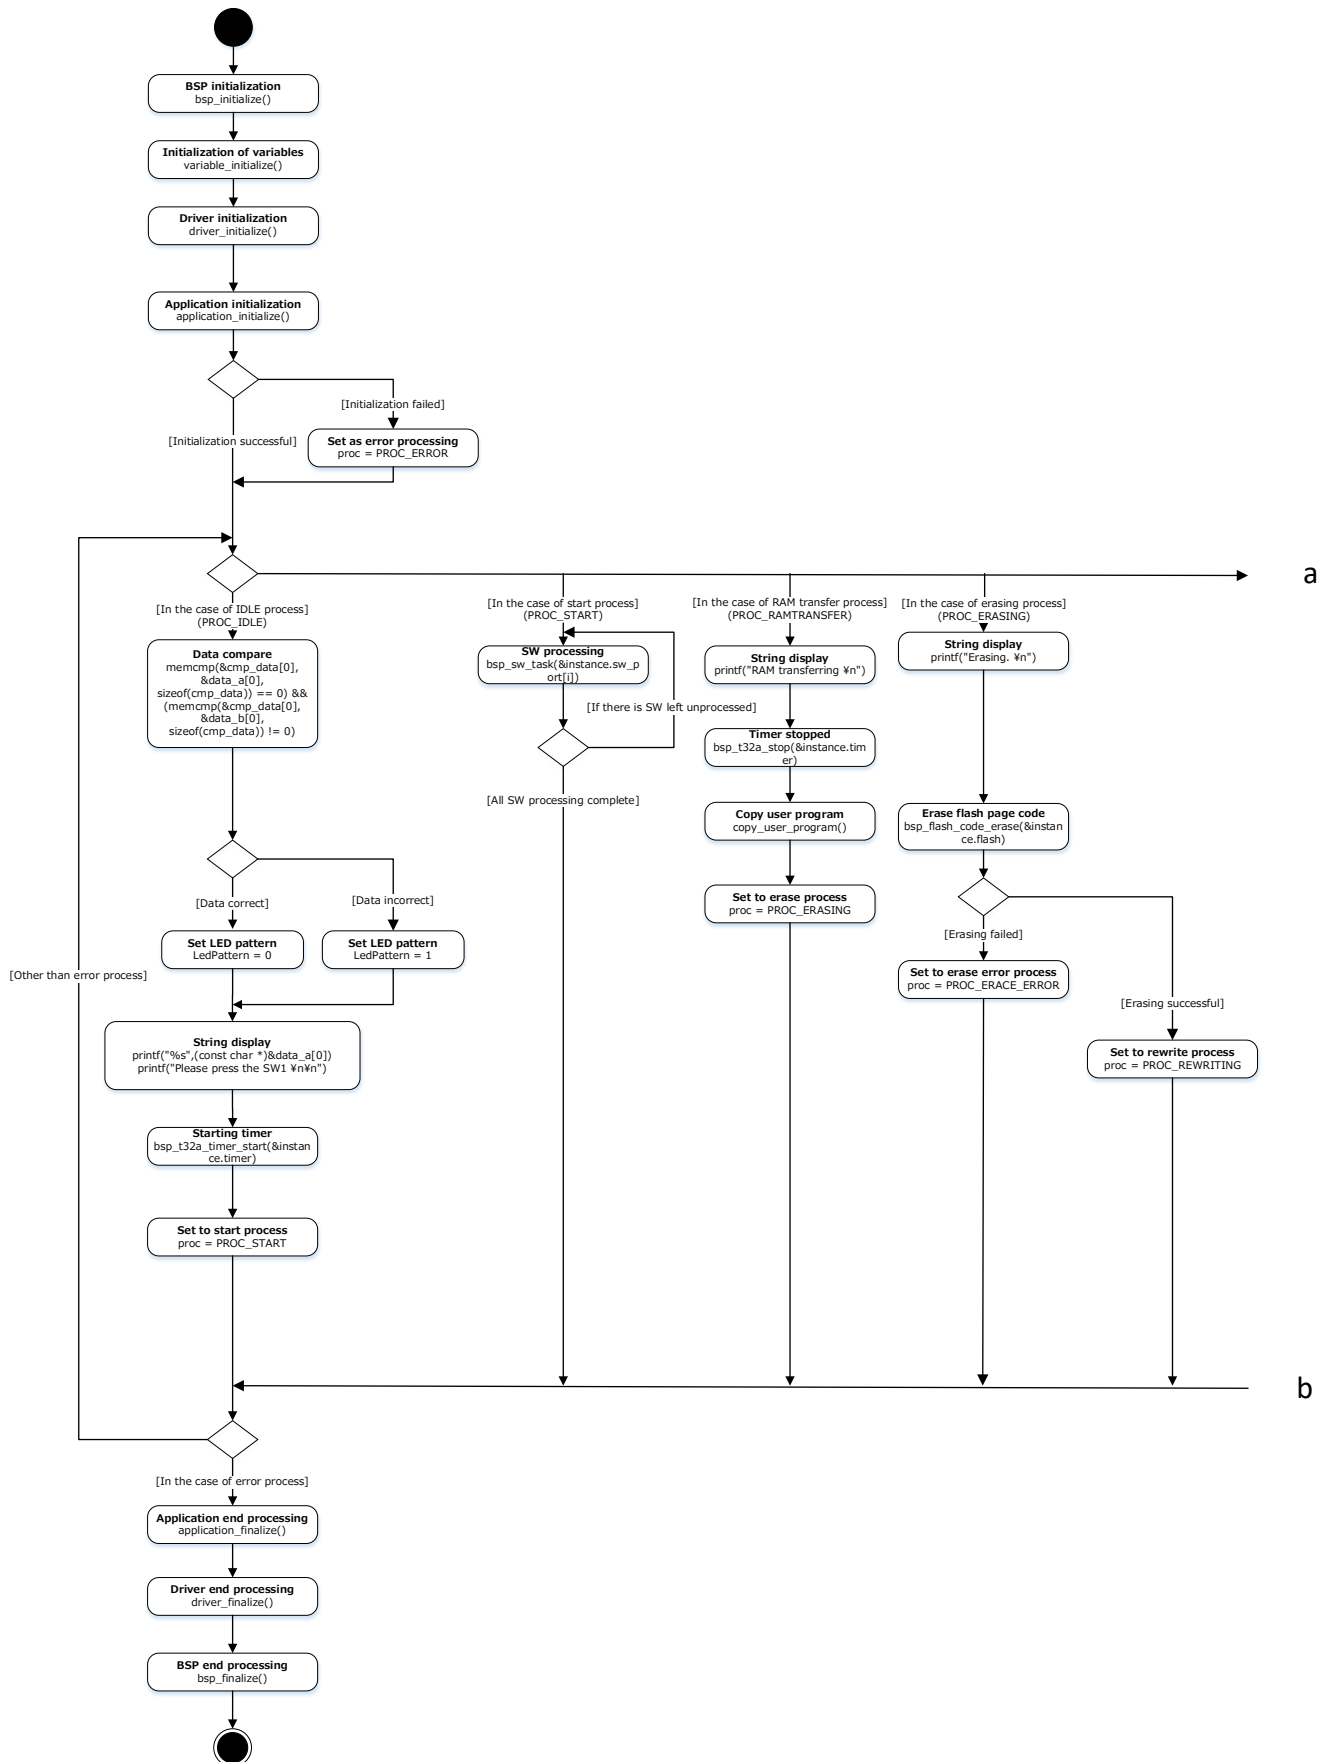 BSP initialization
bsp_initialize()
Initialization of variables
variable_initialize()
Driver initialization
driver_initialize()
Application initialization
application_initialize()
[Initialization failed]
[Initialization successful]
Set as error processing
proc = PROC_ERROR
a
[In the case of IDLE process]
(PROC_IDLE)
Data compare
memcmp(&cmp_data[0],
&data_a[0],
sizeof(cmp_data)) == 0) &&
(memcmp(&cmp_data[0],
&data_b[0],
sizeof(cmp_data)) != 0)
[Data correct]
[Data incorrect]
Set LED pattern
LedPattern = 0
Set LED pattern
LedPattern = 1
[Other than error process]
String display
printf("%s",(const char *)&data_a[0])
printf("Please press the SW1 ¥n¥n")
Starting timer
bsp_t32a_timer_start(&instan
ce.timer)
Set to start process
proc = PROC_START
[In the case of start process]
(PROC_START)
SW processing
bsp_sw_task(&instance.sw_p
ort[i])
[If there is SW left unprocessed]
[All SW processing complete]
[In the case of RAM transfer process]
(PROC_RAMTRANSFER)
String display
printf("RAM transferring ¥n")
Timer stopped
bsp_t32a_stop(&instance.tim
er)
Copy user program
copy_user_program()
Set to erase process
proc = PROC_ERASING
[In the case of erasing process]
(PROC_ERASING)
String display
printf("Erasing. ¥n")
Erase flash page code
bsp_flash_code_erase(&instan
ce.flash)
[Erasing failed]
Set to erase error process
proc = PROC_ERACE_ERROR
[Erasing successful]
Set to rewrite process
proc = PROC_REWRITING
b
[In the case of error process]
Application end processing
application_finalize()
Driver end processing
driver_finalize()
BSP end processing
bsp_finalize()